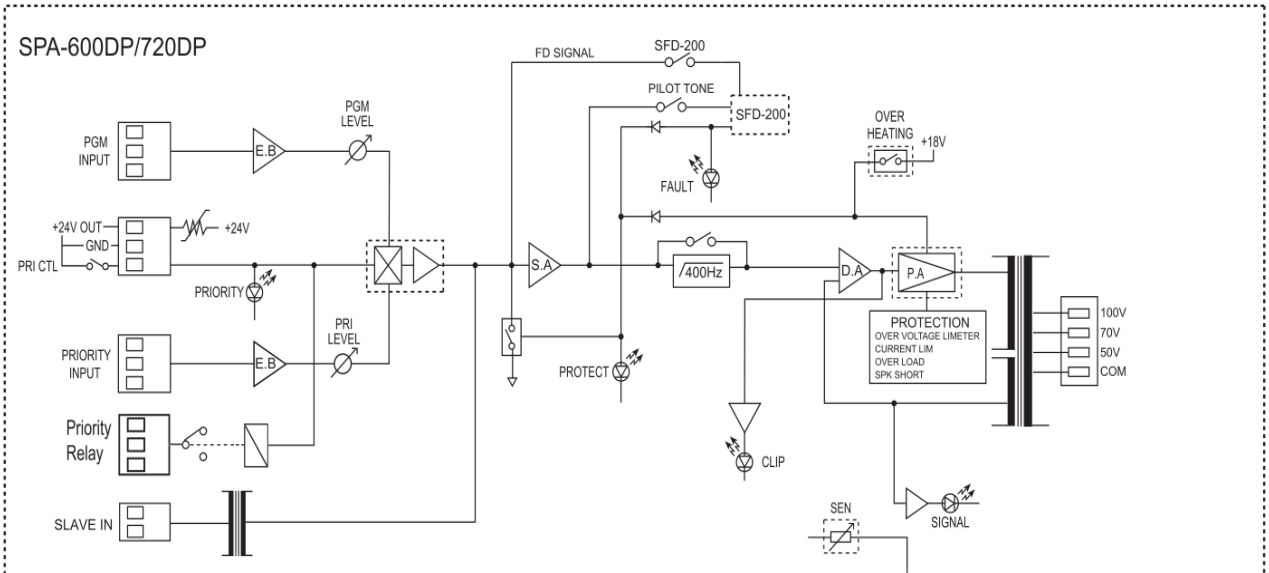 SPA-600DP/720DP
FD SIGNAL
SFD-200
PILOT TONE
SFD-200
OVER
HEATING
+18V
FAULT
PGM
INPUT
E.B
PGM
LEVEL
+24V OUT
GND
PRI CTL
+24V
PRIORITY
S.A
400Hz
D.A
P.A
PROTECTION
OVER VOLTAGE LIMETER
CURRENT LIM
OVER LOAD
SPK SHORT
100V
70V
50V
COM
PRIORITY
INPUT
E.B
PRI
LEVEL
PROTECT
Priority
Relay
CLIP
SLAVE IN
SIGNAL
SEN